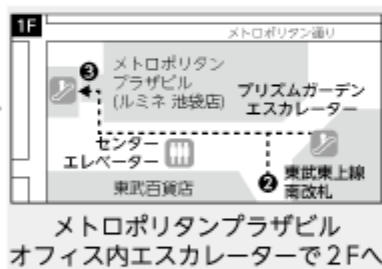 1F
メトロポリタン通り
❸
メトロポリタン
プラザビル
(ルミネ 池袋店)
プリズムガーデン
エスカレーター
センター
エレベーター
東武東上線
南改札
❷
東武百貨店
メトロポリタンプラザビル
オフィス内エスカレーターで2Fへ